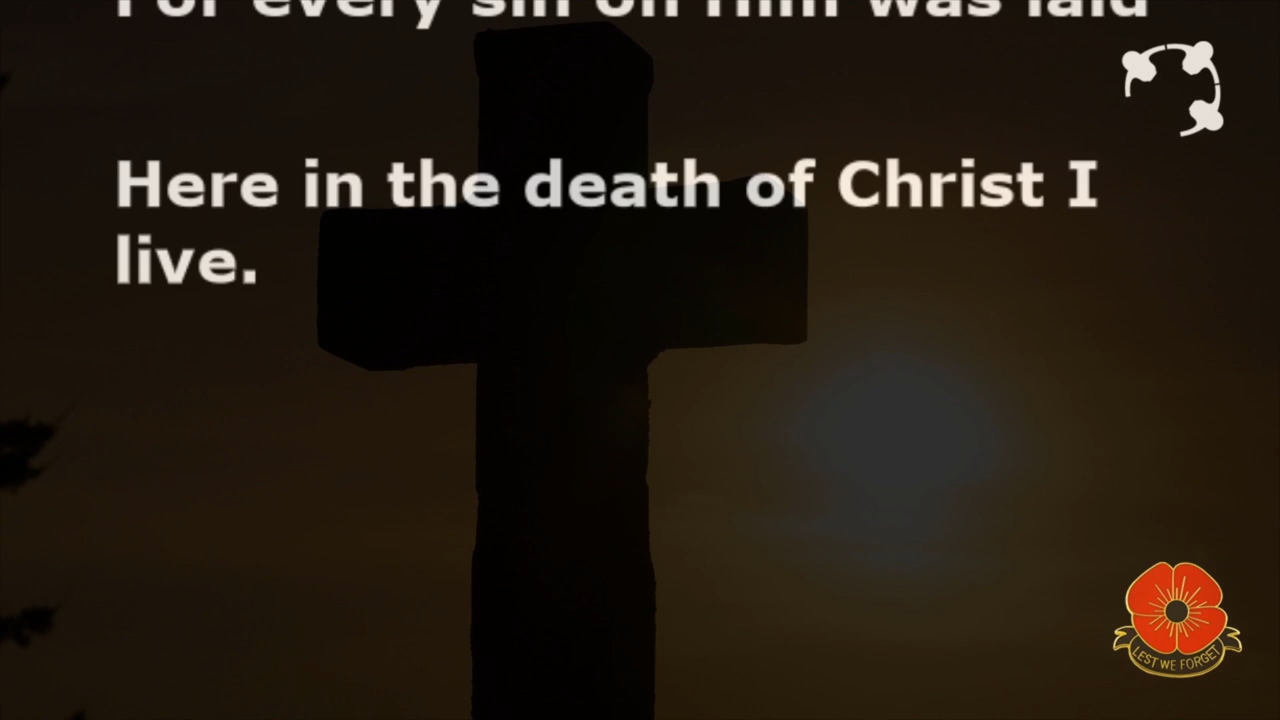 For every sin on Him was laid
Here in the death of Christ I
live.
LEST WE FORGET